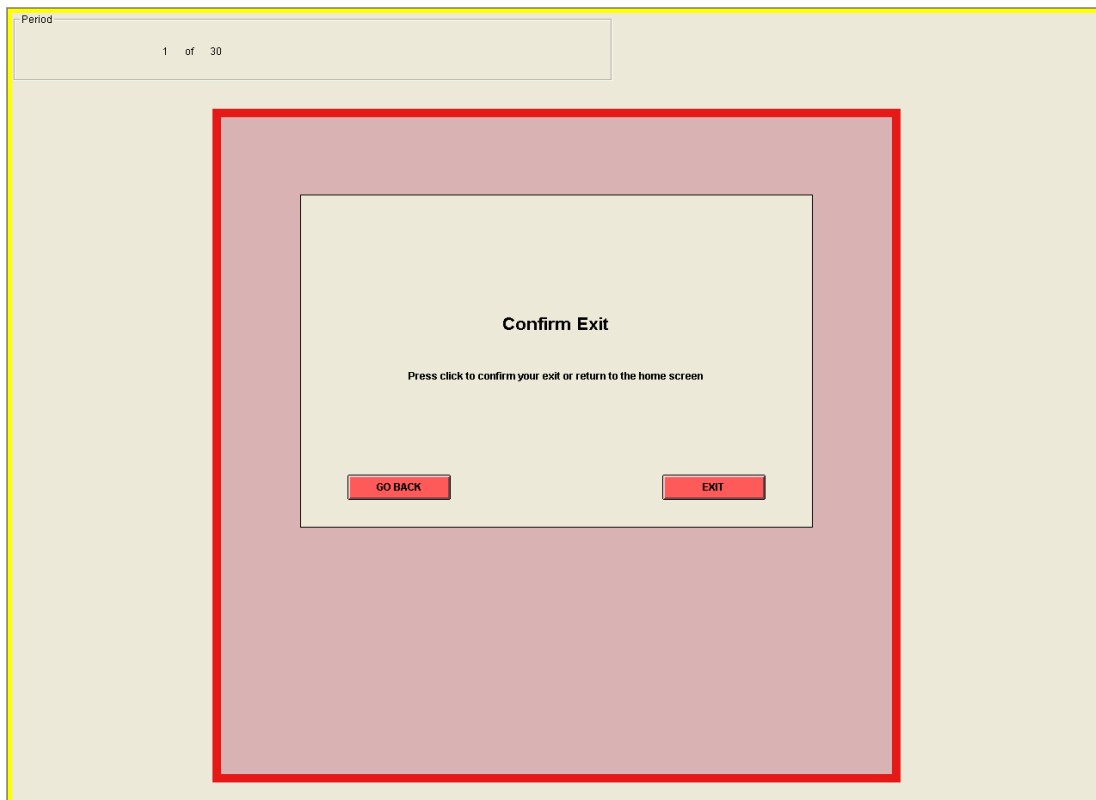 Period
1 of 30
Confirm Exit
Press click to confirm your exit or return to the home screen
GO BACK
EXIT